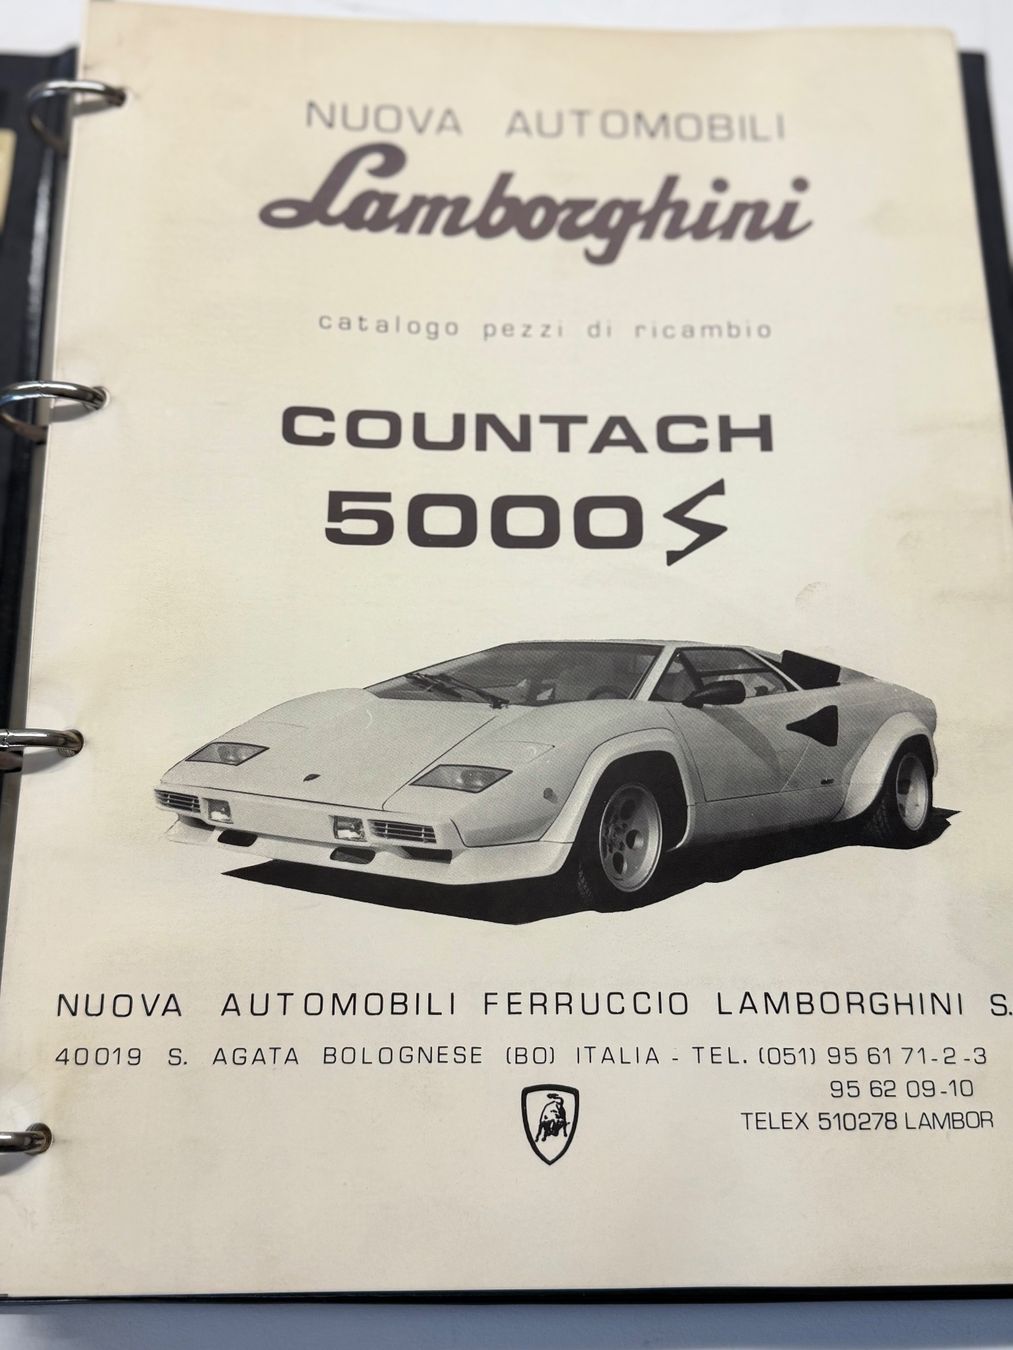 NUOVA AUTOMOBILI
Lamborghini
catalogo pezzi di ricambio
COUNTACH
5000 S
NUOVA AUTOMOBILI FERRUCCIO LAMBORGHINI S.
40019 S. AGATA BOLOGNESE (BO) ITALIA - TEL. (051) 95 61 71-2-3
95 62 09-10
TELEX 510278 LAMBOR